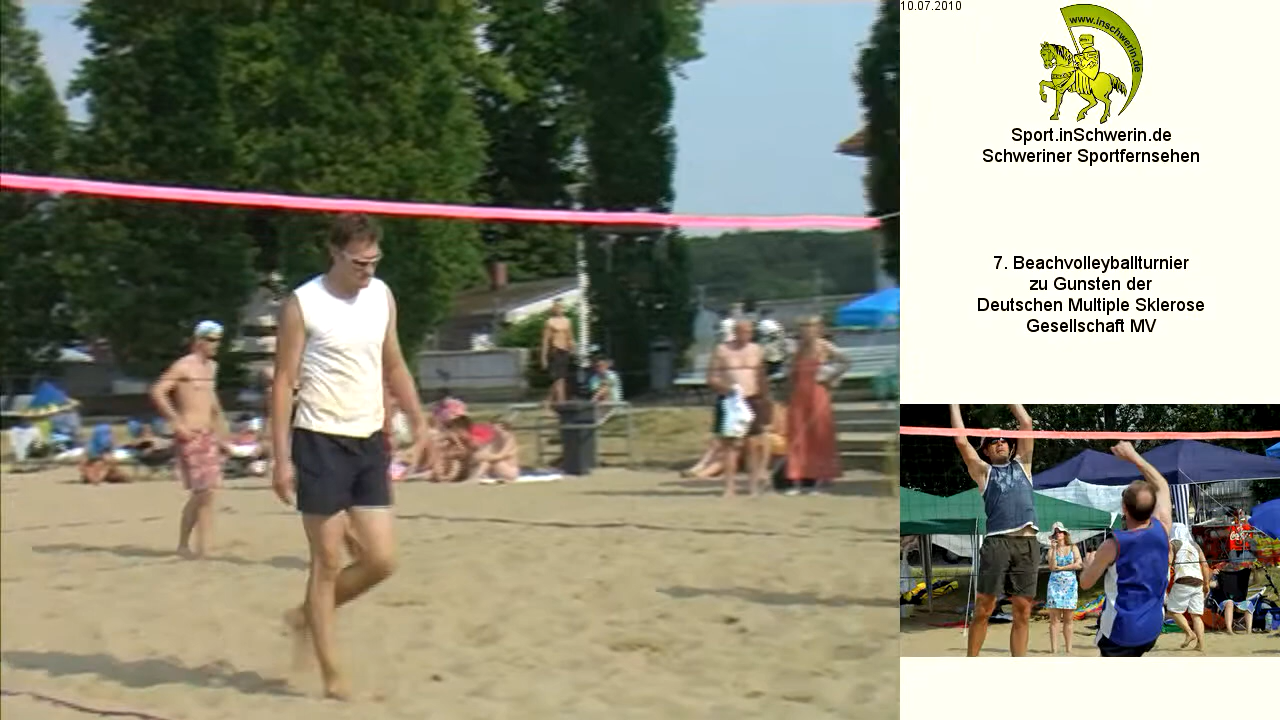 10.07.2010
www.inschwerin.de
Sport.inSchwerin.de
Schweriner Sportfernsehen
7. Beachvolleyballturnier
zu Gunsten der
Deutschen Multiple Sklerose
Gesellschaft MV